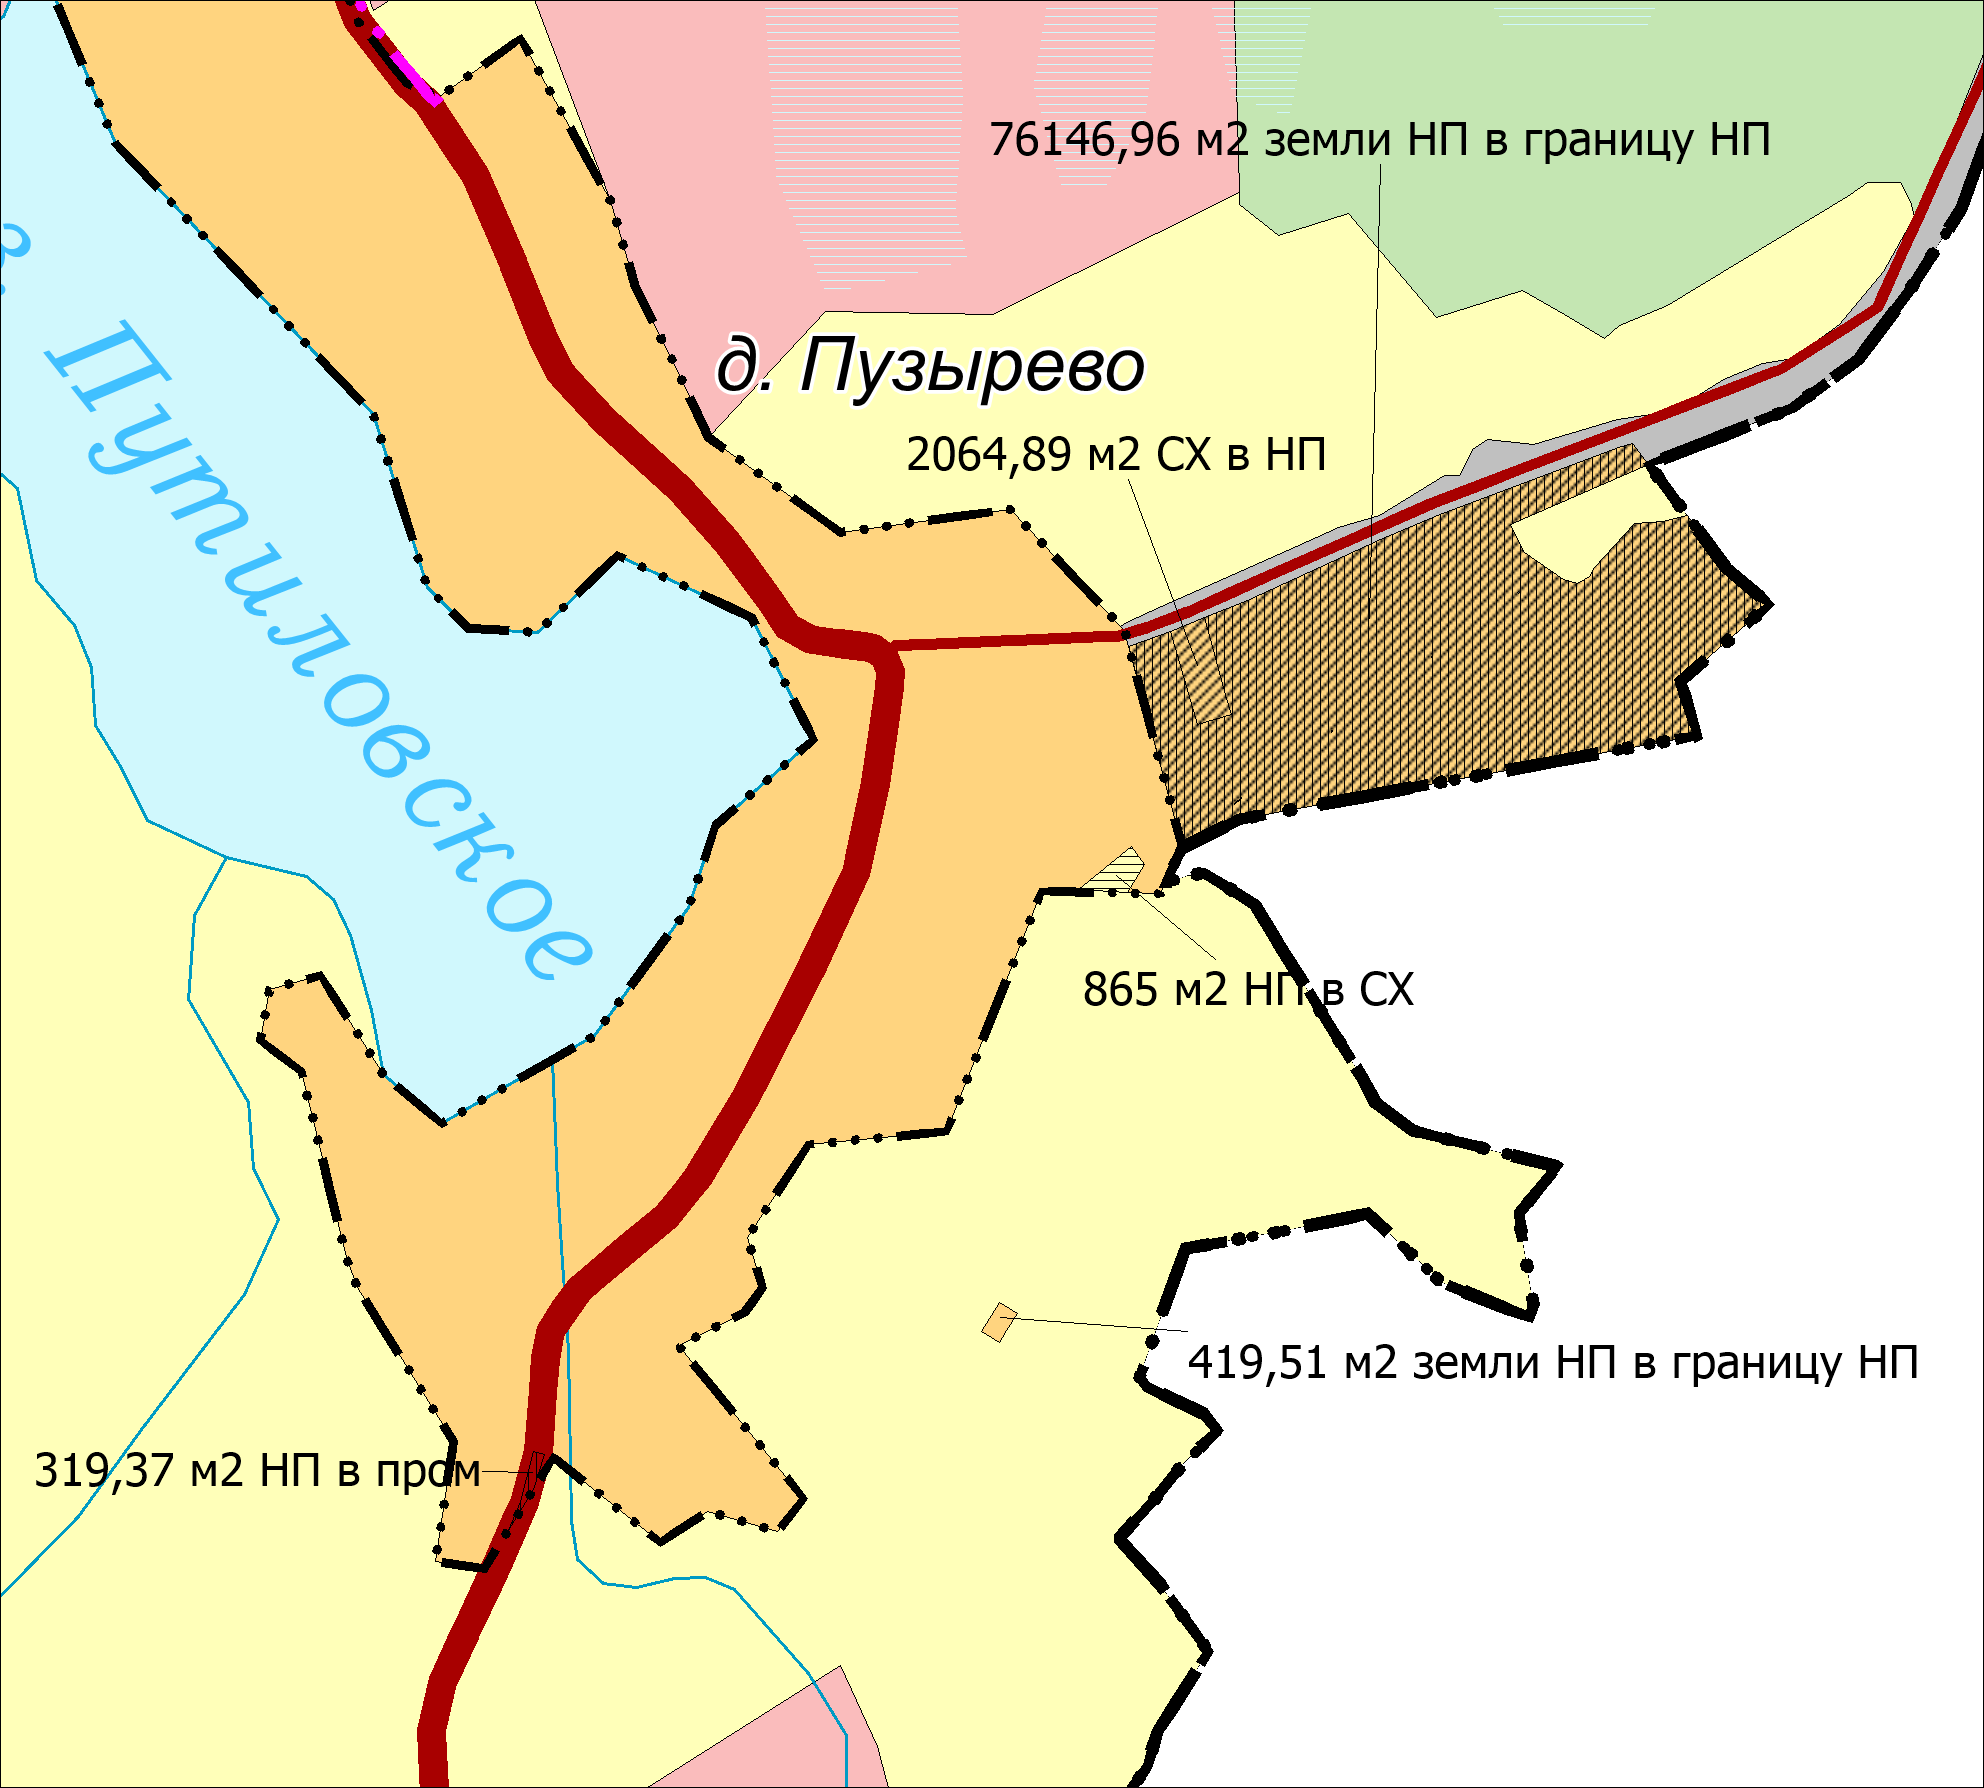 76146,96 м2 земли НП в границу НП
д. Пузырево
2064,89 м2 СХ в НП
Путиловское
865 м2 НП в СХ
419,51 м2 земли НП в границу НП
319,37 м2 НП в пром